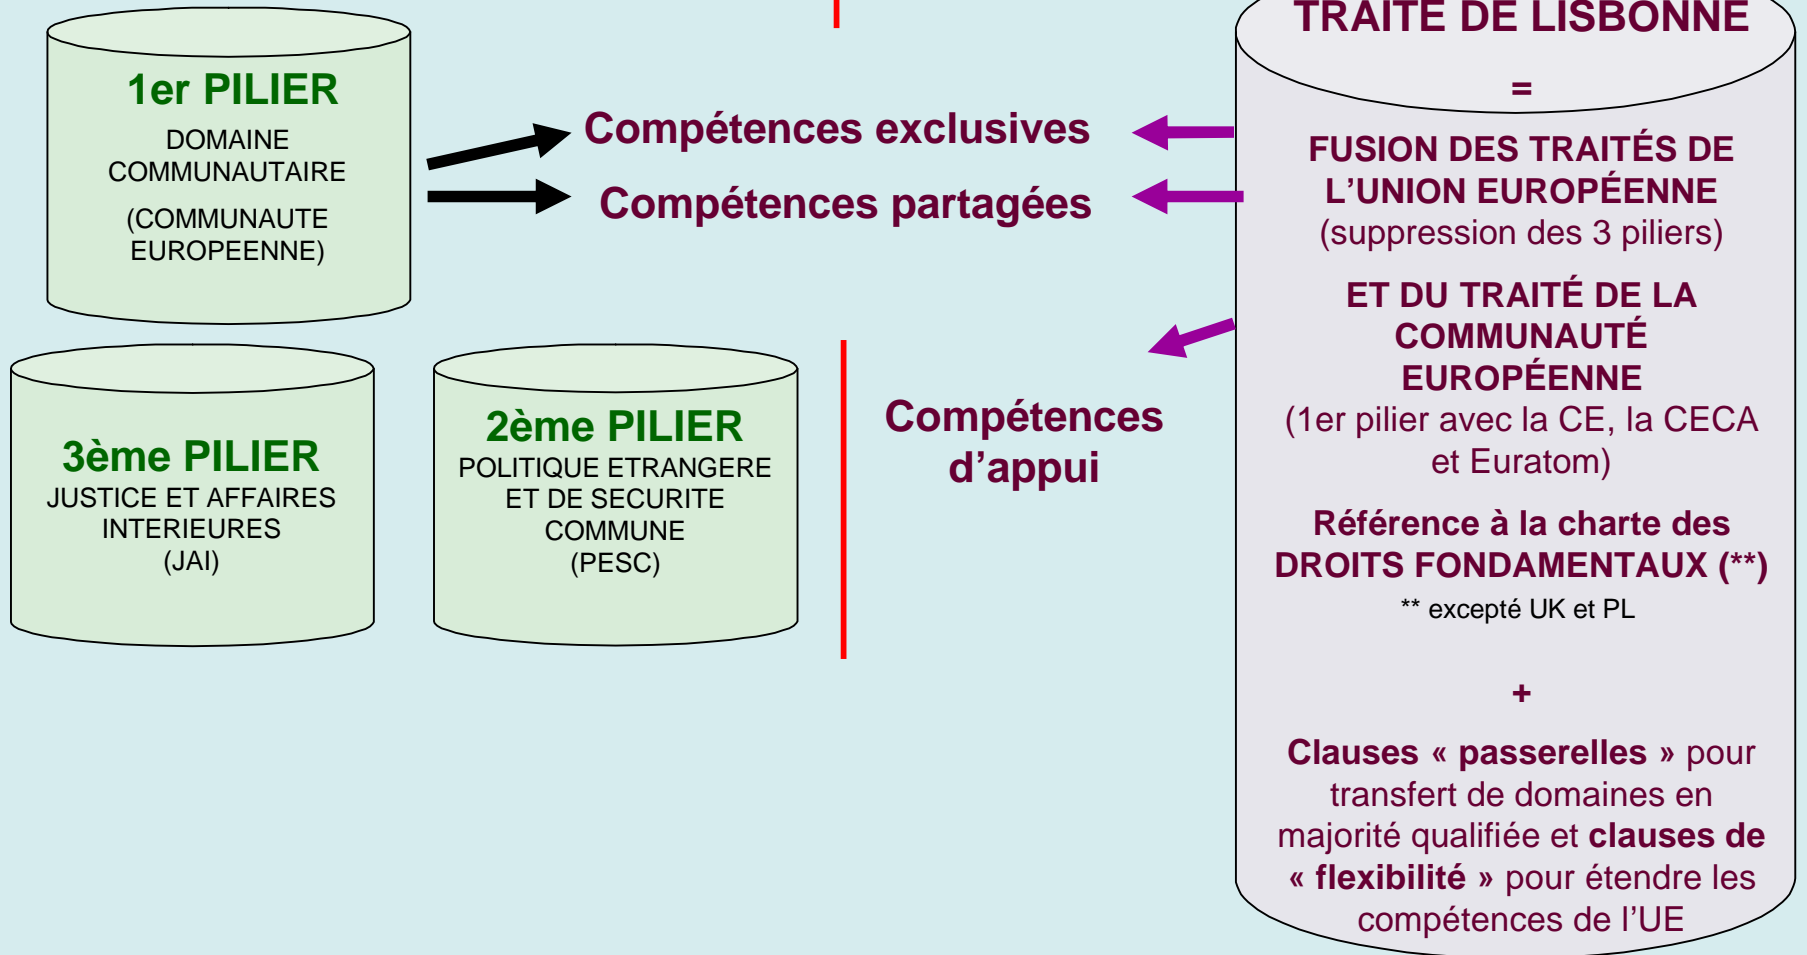 1er PILIER
DOMAINE
COMMUNAUTAIRE
(COMMUNAUTE
EUROPEENNE)
Compétences exclusives
Compétences partagées
3ème PILIER
JUSTICE ET AFFAIRES
INTERIEURES
(JAI)
2ème PILIER
POLITIQUE ETRANGERE
ET DE SECURITE
COMMUNE
(PESC)
Compétences
d’appui
TRAITE DE LISBONNE
=
FUSION DES TRAITÉS DE
L’UNION EUROPÉENNE
(suppression des 3 piliers)
ET DU TRAITÉ DE LA
COMMUNAUTÉ
EUROPÉENNE
(1er pilier avec la CE, la CECA
et Euratom)
Référence à la charte des
DROITS FONDAMENTAUX (**)
** excepté UK et PL
+
Clauses « passerelles » pour
transfert de domaines en
majorité qualifiée et clauses de
« flexibilité » pour étendre les
compétences de l’UE